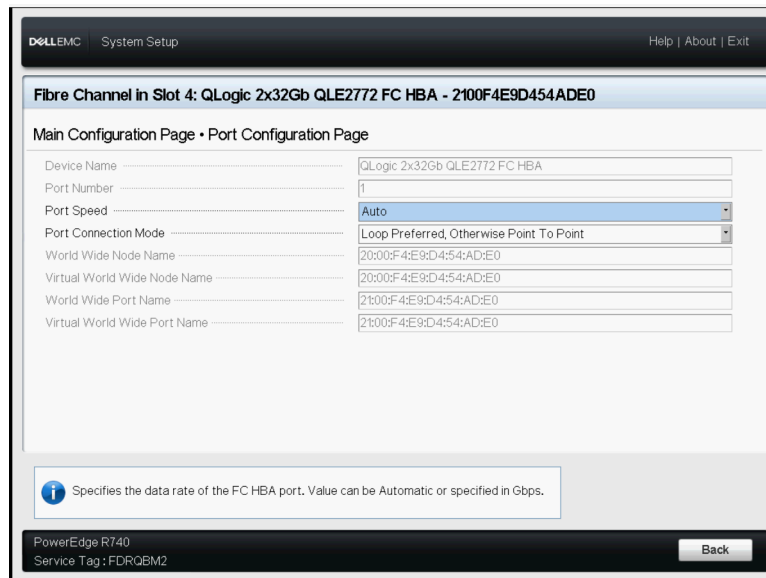 DELLEMC System Setup Help | About | Exit
Fibre Channel in Slot 4: QLogic 2x32Gb QLE2772 FC HBA - 2100F4E9D454ADE0
Main Configuration Page • Port Configuration Page
Device Name QLogic 2x32Gb QLE2772 FC HBA
Port Number 1
Port Speed Auto
Port Connection Mode Loop Preferred, Otherwise Point To Point
World Wide Node Name 20:00:F4:E9:D4:54:AD:E0
Virtual World Wide Node Name 20:00:F4:E9:D4:54:AD:E0
World Wide Port Name 21:00:F4:E9:D4:54:AD:E0
Virtual World Wide Port Name 21:00:F4:E9:D4:54:AD:E0
Specifies the data rate of the FC HBA port. Value can be Automatic or specified in Gbps.
PowerEdge R740
Service Tag : FDRQBM2
Back